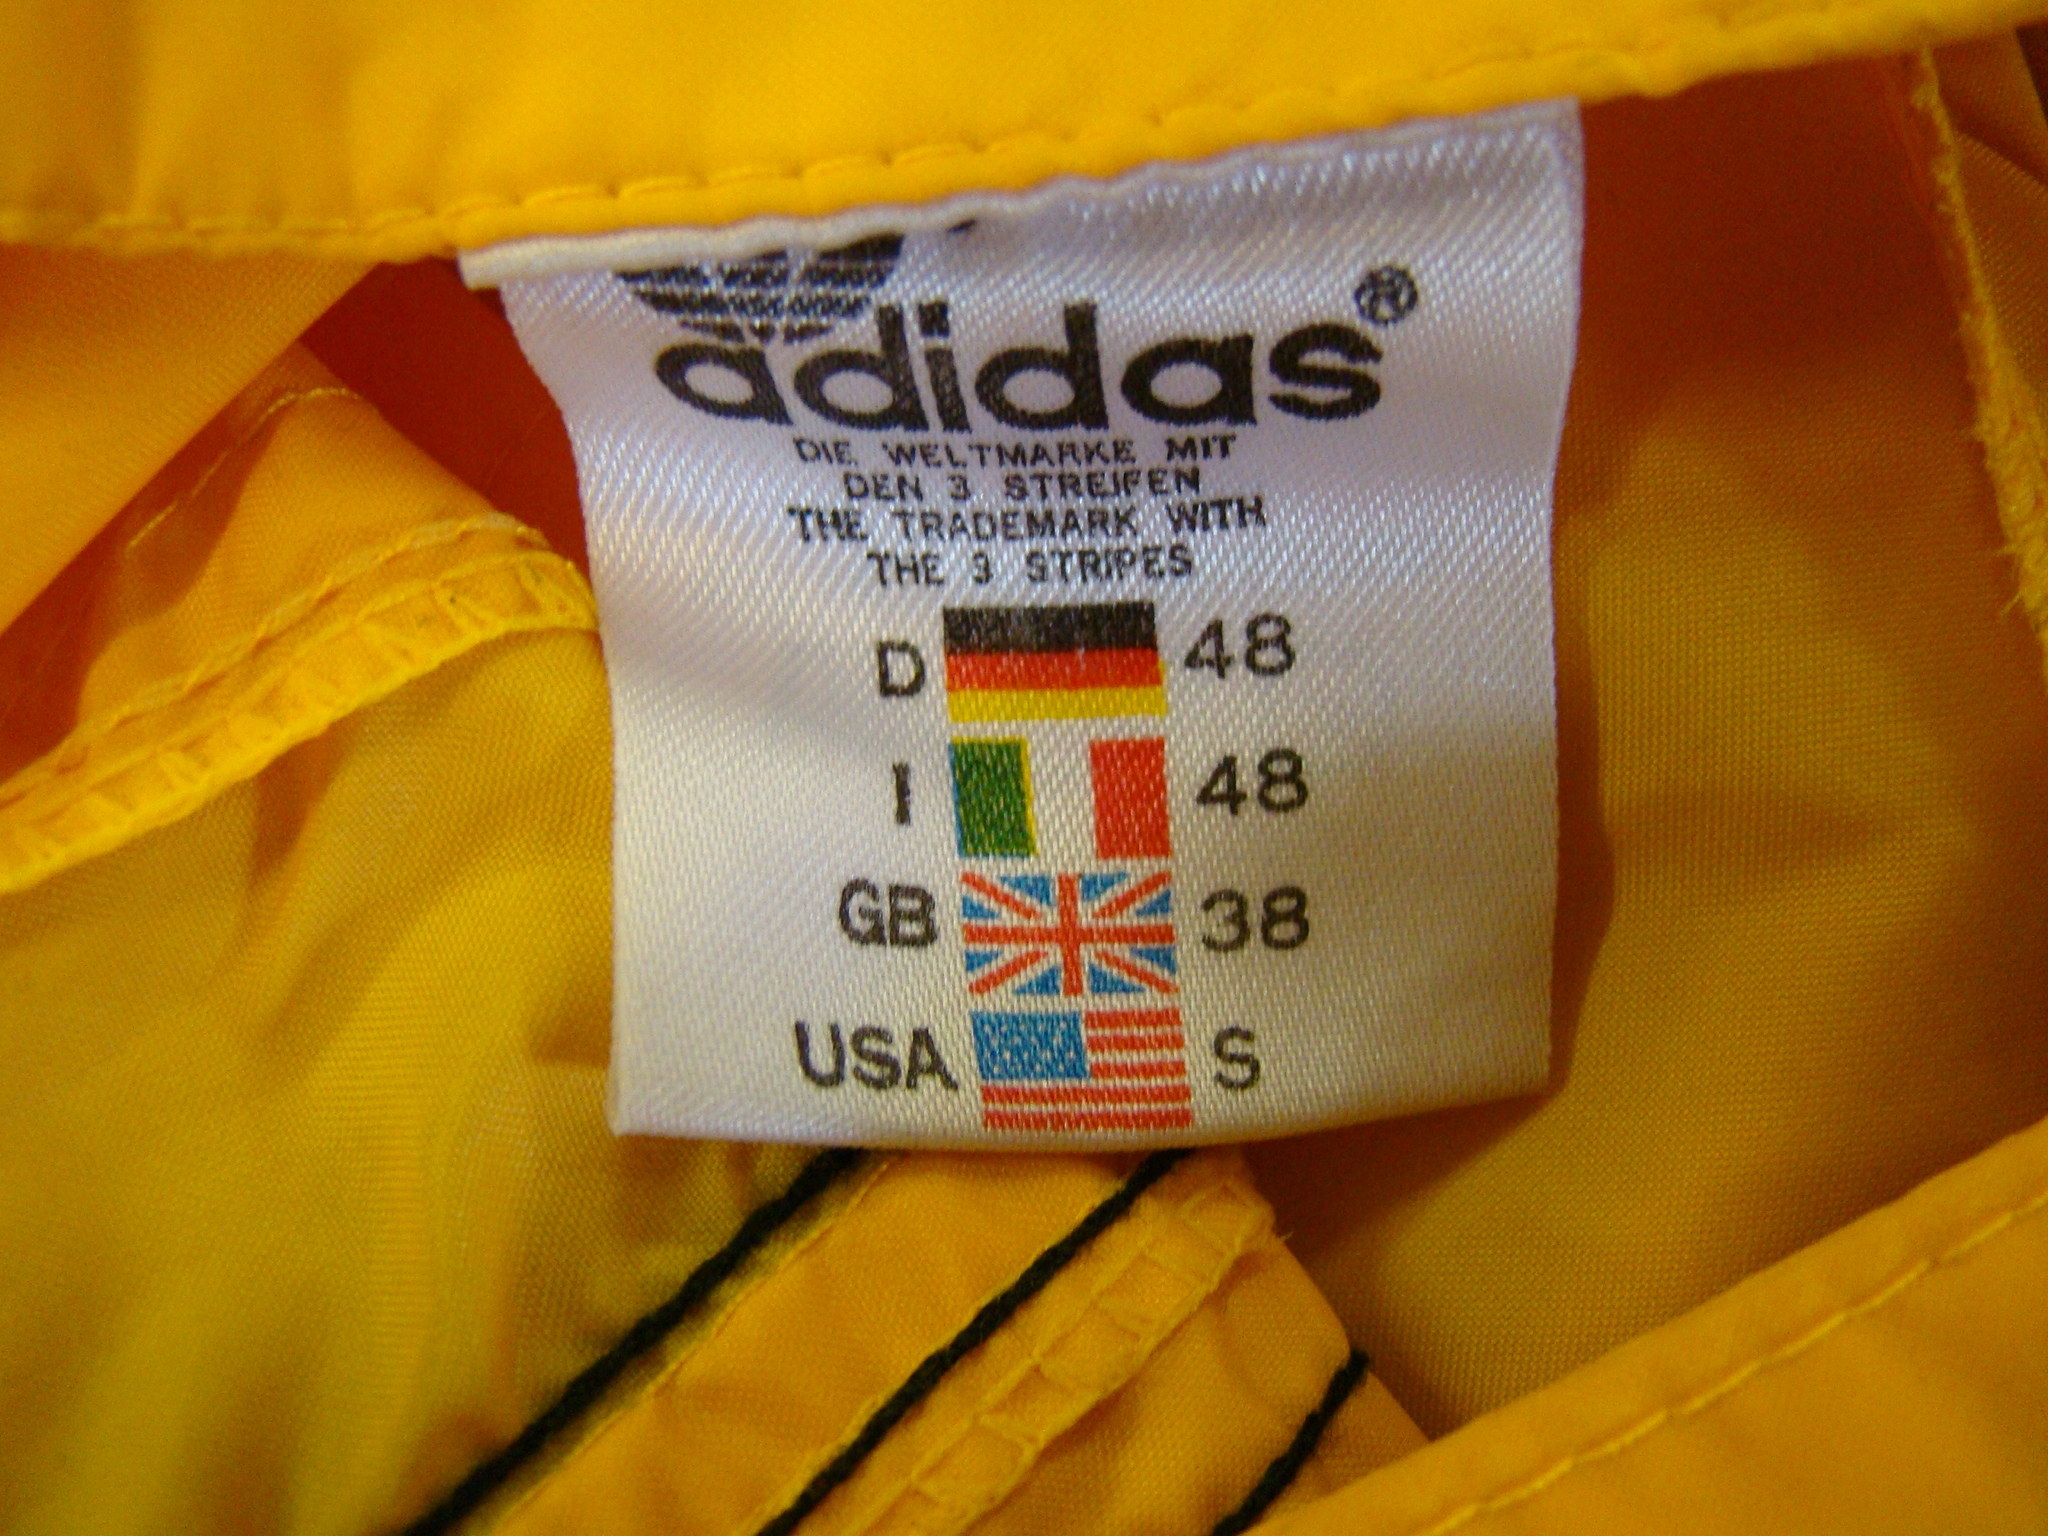 adidas®
DIE WELTMARKE MIT
DEN 3 STREIFEN
THE TRADEMARK WITH
THE 3 STRIPES
D 48
I 48
GB 38
USA S